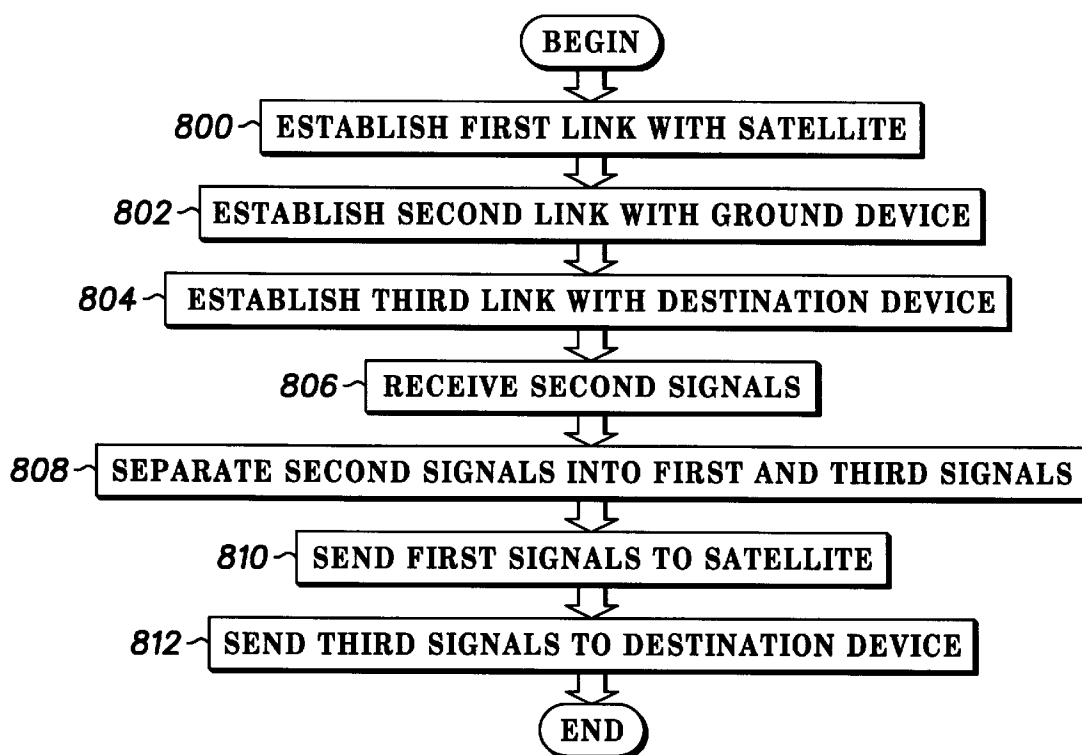 BEGIN
800 ESTABLISH FIRST LINK WITH SATELLITE
802 ESTABLISH SECOND LINK WITH GROUND DEVICE
804 ESTABLISH THIRD LINK WITH DESTINATION DEVICE
806 RECEIVE SECOND SIGNALS
808 SEPARATE SECOND SIGNALS INTO FIRST AND THIRD SIGNALS
810 SEND FIRST SIGNALS TO SATELLITE
812 SEND THIRD SIGNALS TO DESTINATION DEVICE
END